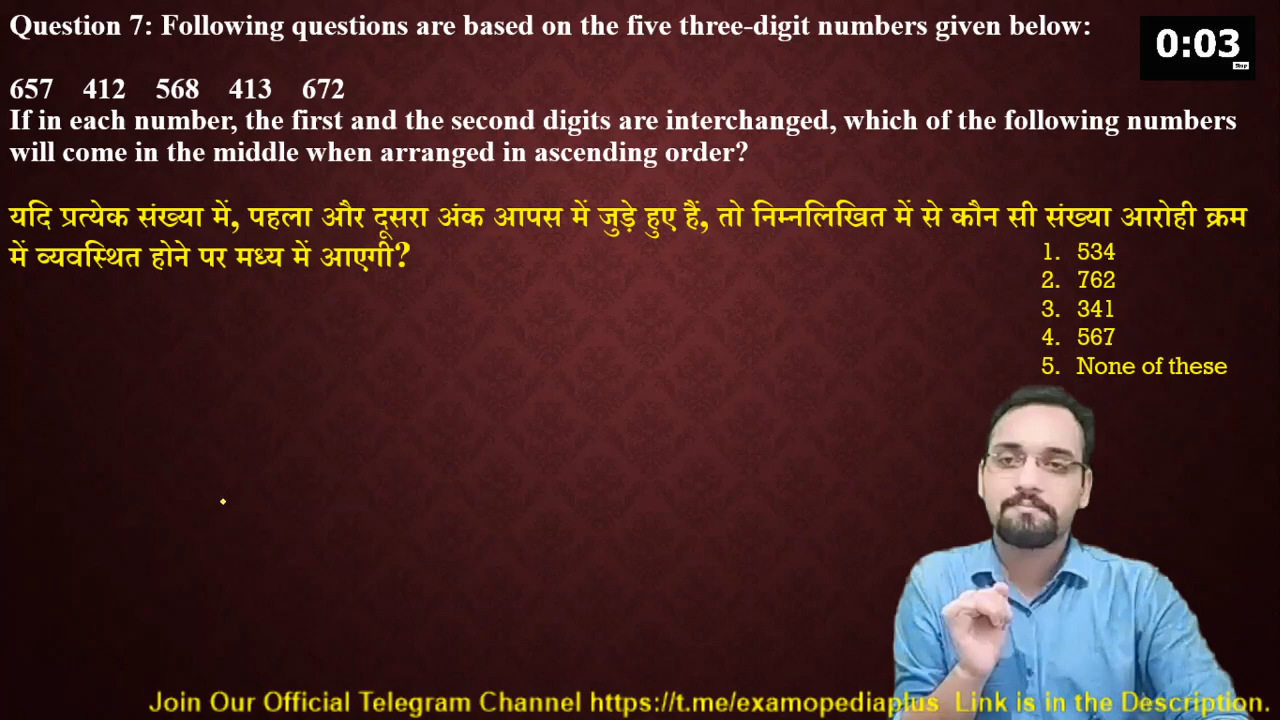 Question 7: Following questions are based on the five three-digit numbers given below:
0:03
Stop
657 412 568 413 672
If in each number, the first and the second digits are interchanged, which of the following numbers
will come in the middle when arranged in ascending order?
यदि प्रत्येक संख्या में, पहला और दूसरा अंक आपस में जुड़े हुए हैं, तो निम्नलिखित में से कौन सी संख्या आरोही क्रम
में व्यवस्थित होने पर मध्य में आएगी?
1. 534
2. 762
3. 341
4. 567
5. None of these
Join Our Official Telegram Channel https://t.me/examopediaplus Link is in the Description.